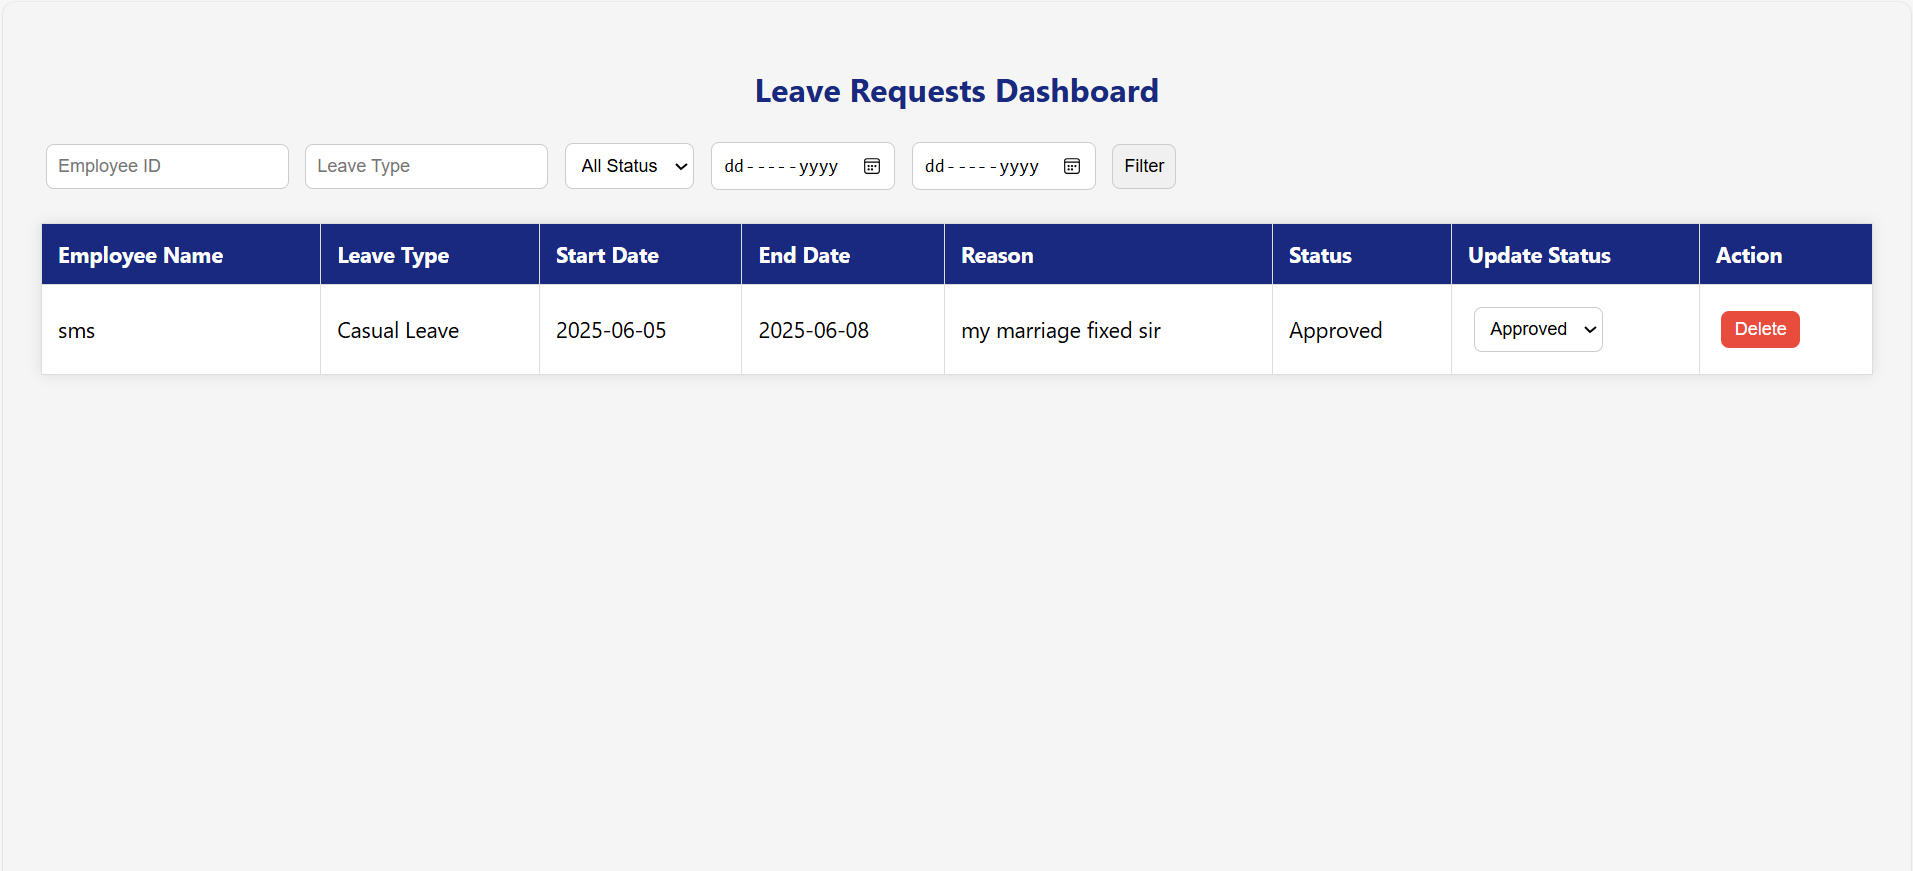 Leave Requests Dashboard
Employee ID Leave Type All Status dd-----yyyy dd-----yyyy Filter
Employee Name Leave Type Start Date End Date Reason Status Update Status Action
sms Casual Leave 2025-06-05 2025-06-08 my marriage fixed sir Approved Approved Delete